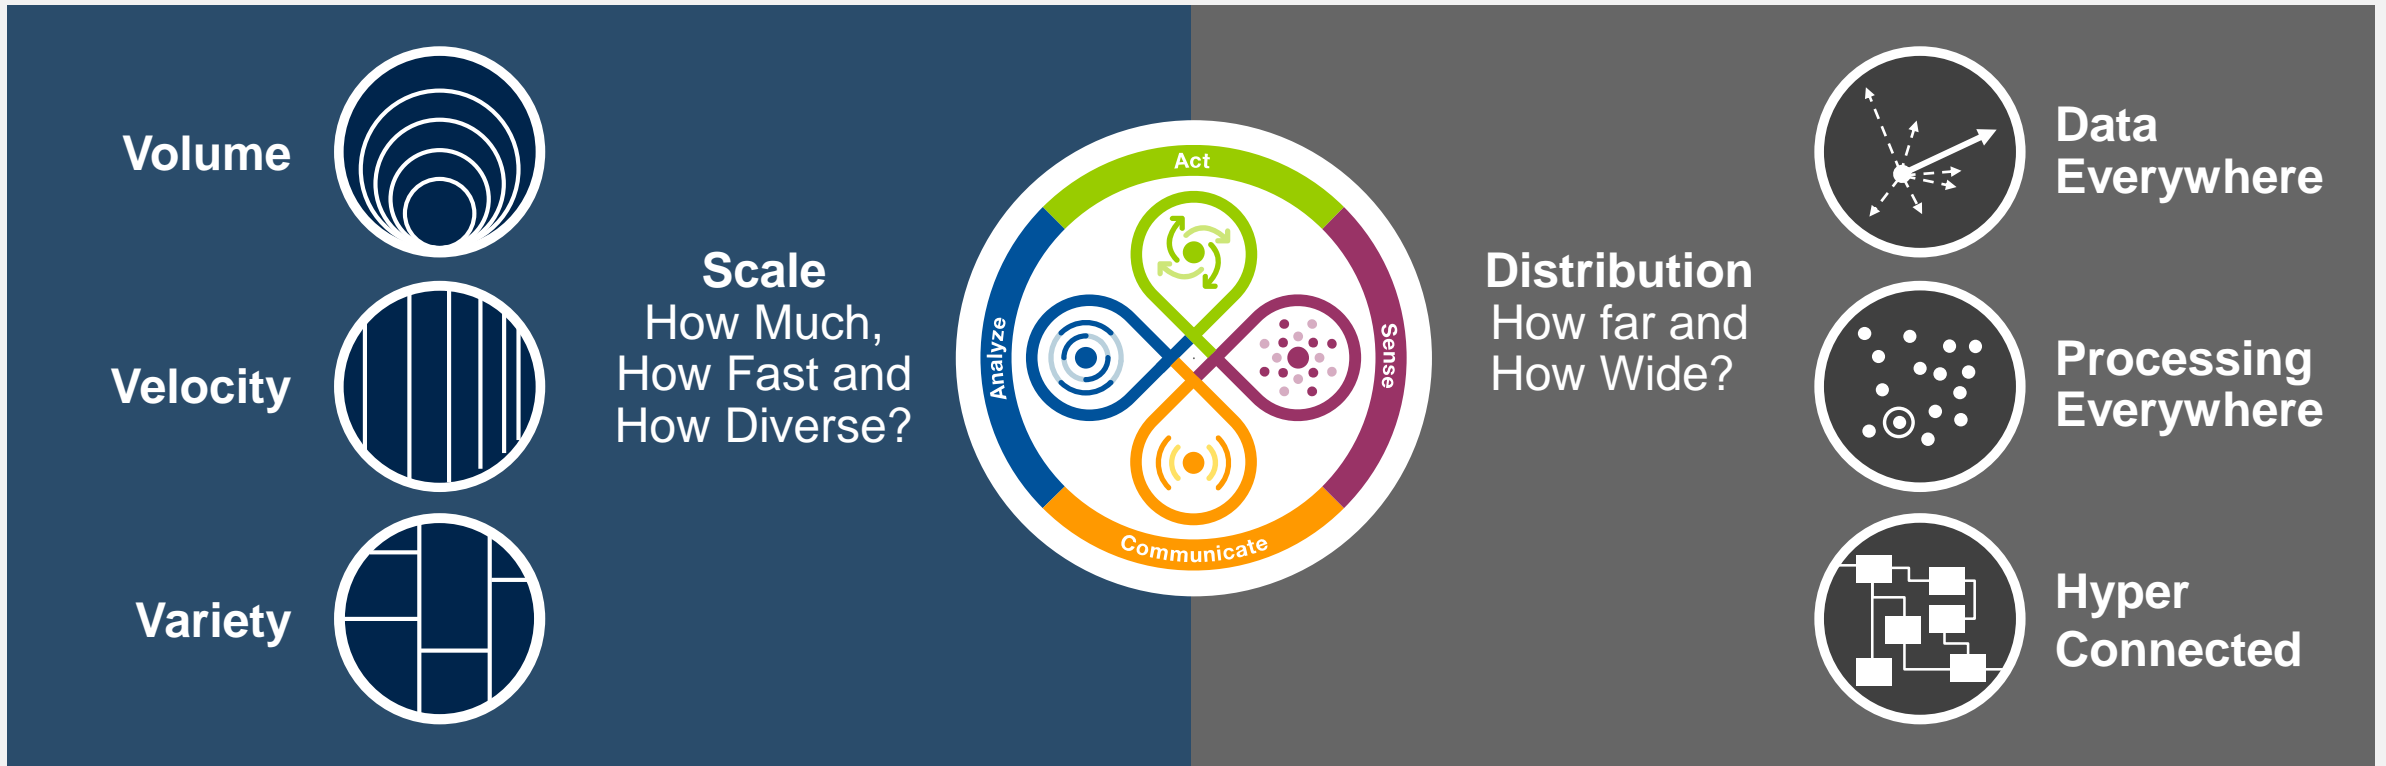 Volume
Velocity
Variety
Scale
How Much,
How Fast and
How Diverse?
Act
Analyze
Sense
Communicate
Distribution
How far and
How Wide?
Data
Everywhere
Processing
Everywhere
Hyper
Connected